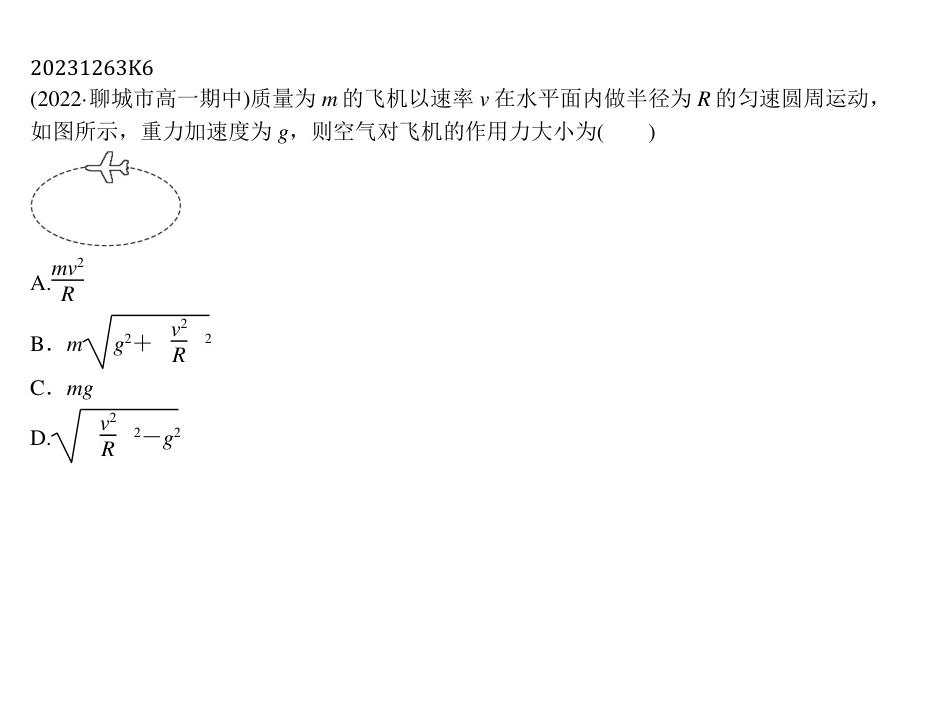 20231263K6
(2022·聊城市高一期中)质量为 m 的飞机以速率 v 在水平面内做半径为 R 的匀速圆周运动，
如图所示，重力加速度为 g，则空气对飞机的作用力大小为(　　)
A.\frac{mv^2}{R}
B．m\sqrt{g^2+ \frac{v^2}{R} ^2}
C．mg
D.\sqrt{\frac{v^2}{R} ^2-g^2}